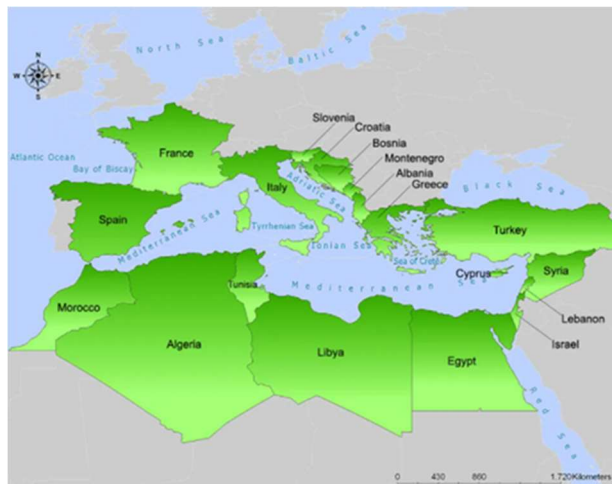 North Sea
Baltic Sea
N
W E
S
Slovenia
Croatia
Bosnia
Montenegro
Albania
Greece
France
Atlantic Ocean
Bay of Biscay
Italy
Adriatic Sea
Black Sea
Spain
Mediterranean Sea
Tyrrhenian Sea
Ionian Sea
Turkey
Sea of Crete
Cyprus
Syria
Tunisia
Mediterranean Sea
Morocco
Lebanon
Algeria
Libya
Egypt
Israel
Red Sea
0 430 860 1.720 Kilometers